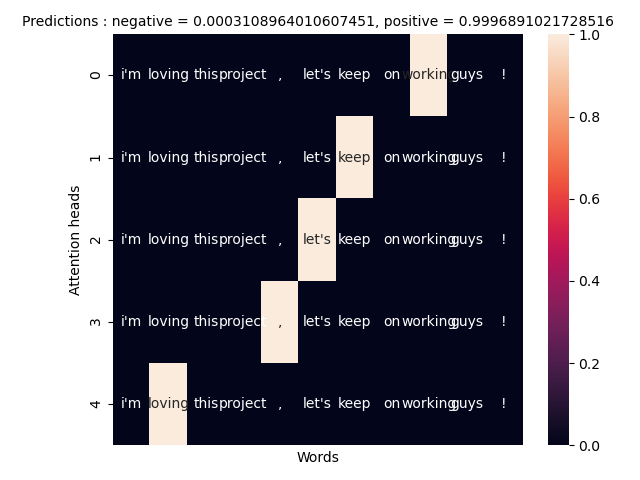 Predictions : negative = 0.0003108964010607451, positive = 0.9996891021728516
1.0
0 i'm loving this project , let's keep on working guys !
0.8
1 i'm loving this project , let's keep on working guys !
0.6
Attention heads
2 i'm loving this project , let's keep on working guys !
0.4
3 i'm loving this project , let's keep on working guys !
0.2
4 i'm loving this project , let's keep on working guys !
0.0
Words